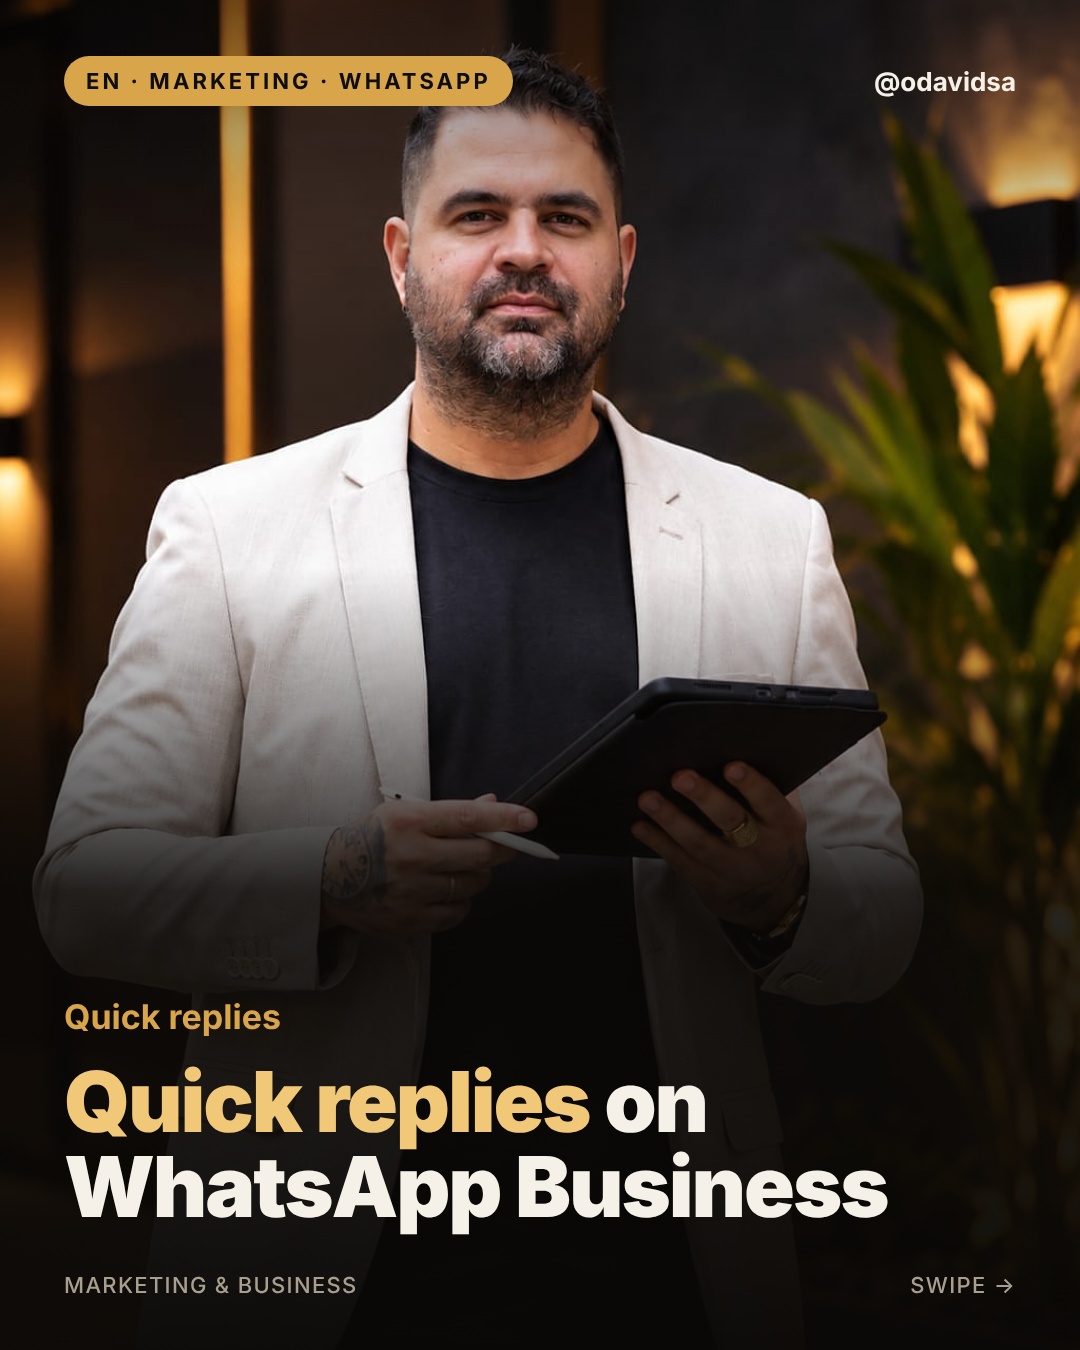 EN · MARKETING · WHATSAPP
@odavidsa
Quick replies
Quick replies on
WhatsApp Business
MARKETING & BUSINESS
SWIPE →